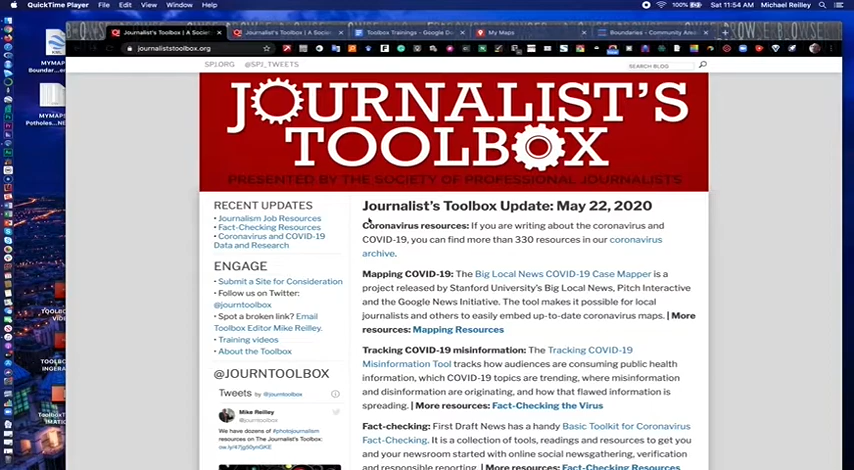 QuickTime Player File Edit View Window Help 100% Sat 11:54 AM Michael Reilley
Journalist's Toolbox | A Soci Journalist's Toolbox | A Socie Toolbox Trainings - Google Do My Maps Boundaries - Community Area
journaliststoolbox.org
SPJ.ORG @SPJ_TWEETS SEARCH BLOG
JOURNALIST'S
TOOLBOX
PRESENTED BY THE SOCIETY OF PROFESSIONAL JOURNALISTS
RECENT UPDATES
• Journalism Job Resources
• Fact-Checking Resources
• Coronavirus and COVID-19
Data and Research
ENGAGE
• Submit a Site for Consideration
• Follow us on Twitter:
@journtoolbox
• Spot a broken link? Email
Toolbox Editor Mike Reilley.
• Training videos
• About the Toolbox
@JOURNTOOLBOX
Tweets by @journtoolbox
Mike Reilley
@journtoolbox
We have dozens of #photojournalism
resources on The Journalist's Toolbox:
ow.ly/47jg50ynGKE
Journalist's Toolbox Update: May 22, 2020
Coronavirus resources: If you are writing about the coronavirus and
COVID-19, you can find more than 330 resources in our coronavirus
archive.
Mapping COVID-19: The Big Local News COVID-19 Case Mapper is a
project released by Stanford University's Big Local News, Pitch Interactive
and the Google News Initiative. The tool makes it possible for local
journalists and others to easily embed up-to-date coronavirus maps. | More
resources: Mapping Resources
Tracking COVID-19 misinformation: The Tracking COVID-19
Misinformation Tool tracks how audiences are consuming public health
information, which COVID-19 topics are trending, where misinformation
and disinformation are originating, and how that flawed information is
spreading. | More resources: Fact-Checking the Virus
Fact-checking: First Draft News has a handy Basic Toolkit for Coronavirus
Fact-Checking. It is a collection of tools, readings and resources to get you
and your newsroom started with online social newsgathering, verification
and responsible reporting. | More resources: Fact-Checking Resources